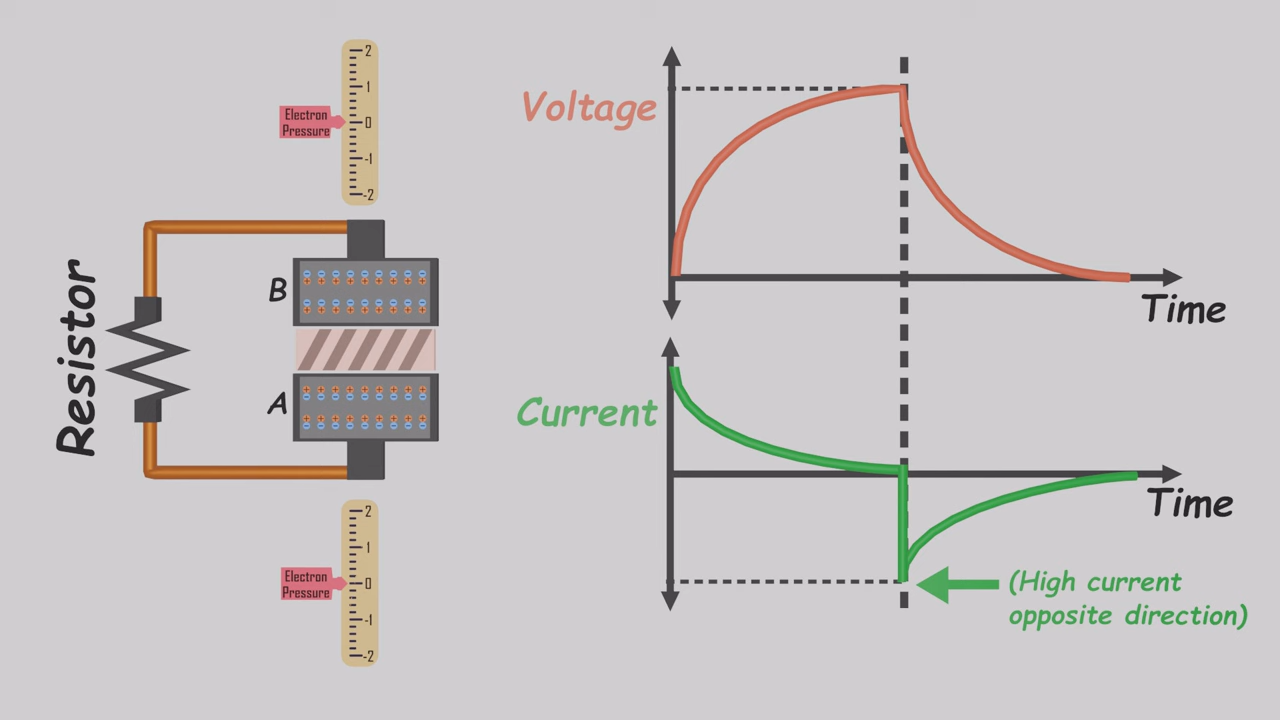 2
1
Electron
Pressure
0
-1
-2
Resistor
B
A
2
1
Electron
Pressure
0
-1
-2
Voltage
Time
Current
Time
(High current
opposite direction)